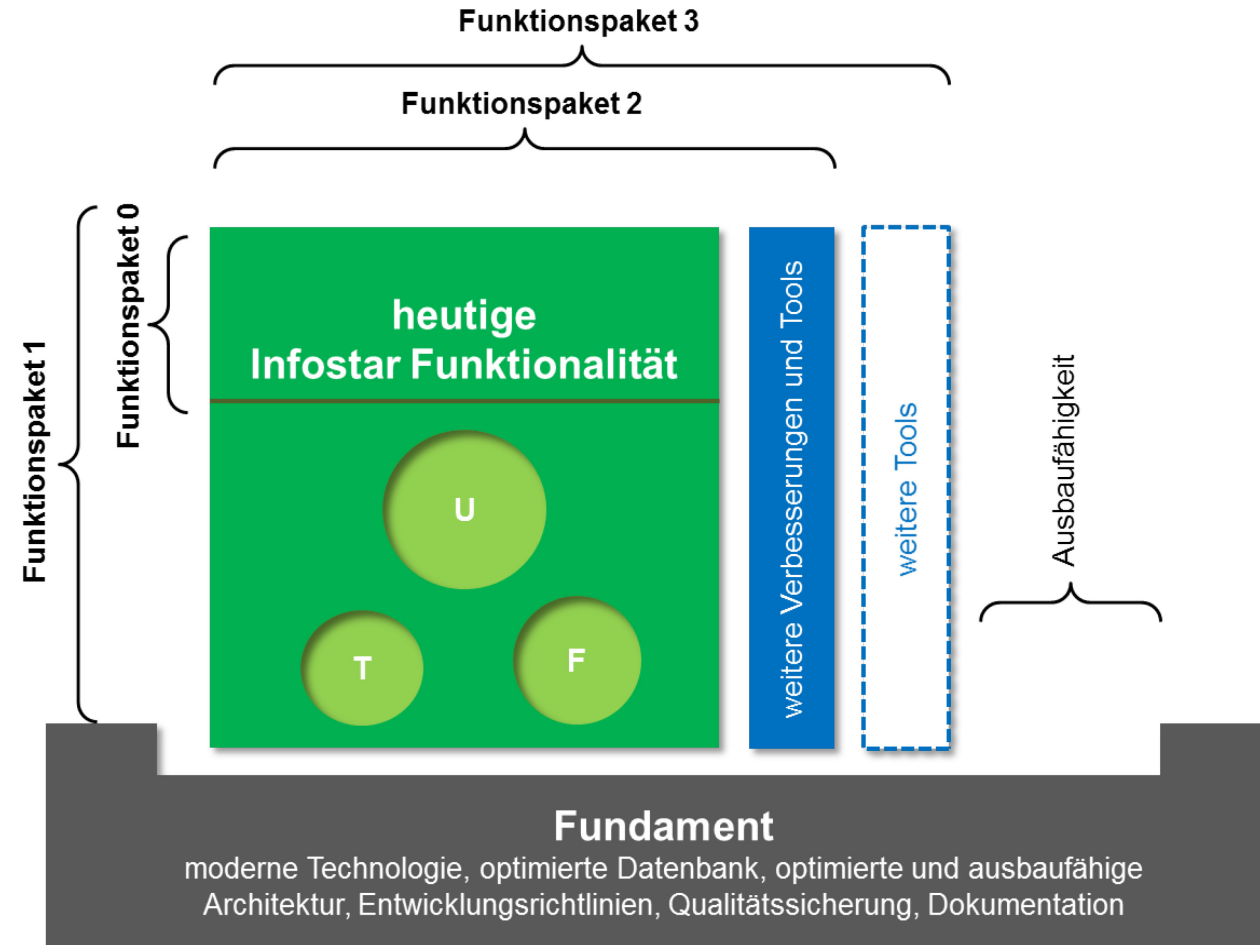 Funktionspaket 3
Funktionspaket 2
Funktionspaket 1
Funktionspaket 0
heutige
Infostar Funktionalität
U
T
F
weitere Verbesserungen und Tools
weitere Tools
Ausbaufähigkeit
Fundament
moderne Technologie, optimierte Datenbank, optimierte und ausbaufähige
Architektur, Entwicklungsrichtlinien, Qualitätssicherung, Dokumentation